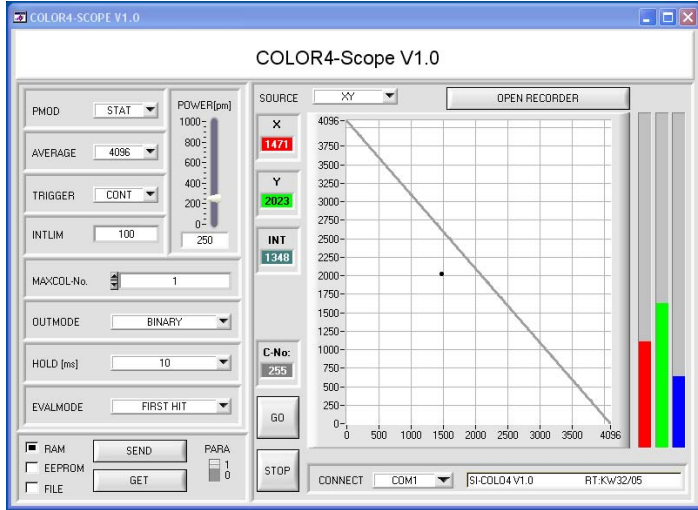 COLOR4-SCOPE V1.0
COLOR4-Scope V1.0
PMOD STAT
AVERAGE 4096
TRIGGER CONT
INTLIM 100
POWER[pm]
1000
800
600
400
200
0
250
MAXCOL-No. 1
OUTMODE BINARY
HOLD [ms] 10
EVALMODE FIRST HIT
RAM
EEPROM
FILE
SEND
GET
PARA
1
0
SOURCE XY
OPEN RECORDER
X
1471
Y
2023
INT
1348
C-No:
255
GO
STOP
4096
3750
3500
3250
3000
2750
2500
2250
2000
1750
1500
1250
1000
750
500
250
0
0 500 1000 1500 2000 2500 3000 3500 4096
CONNECT COM1 SI-COLO4 V1.0 RT:KW32/05